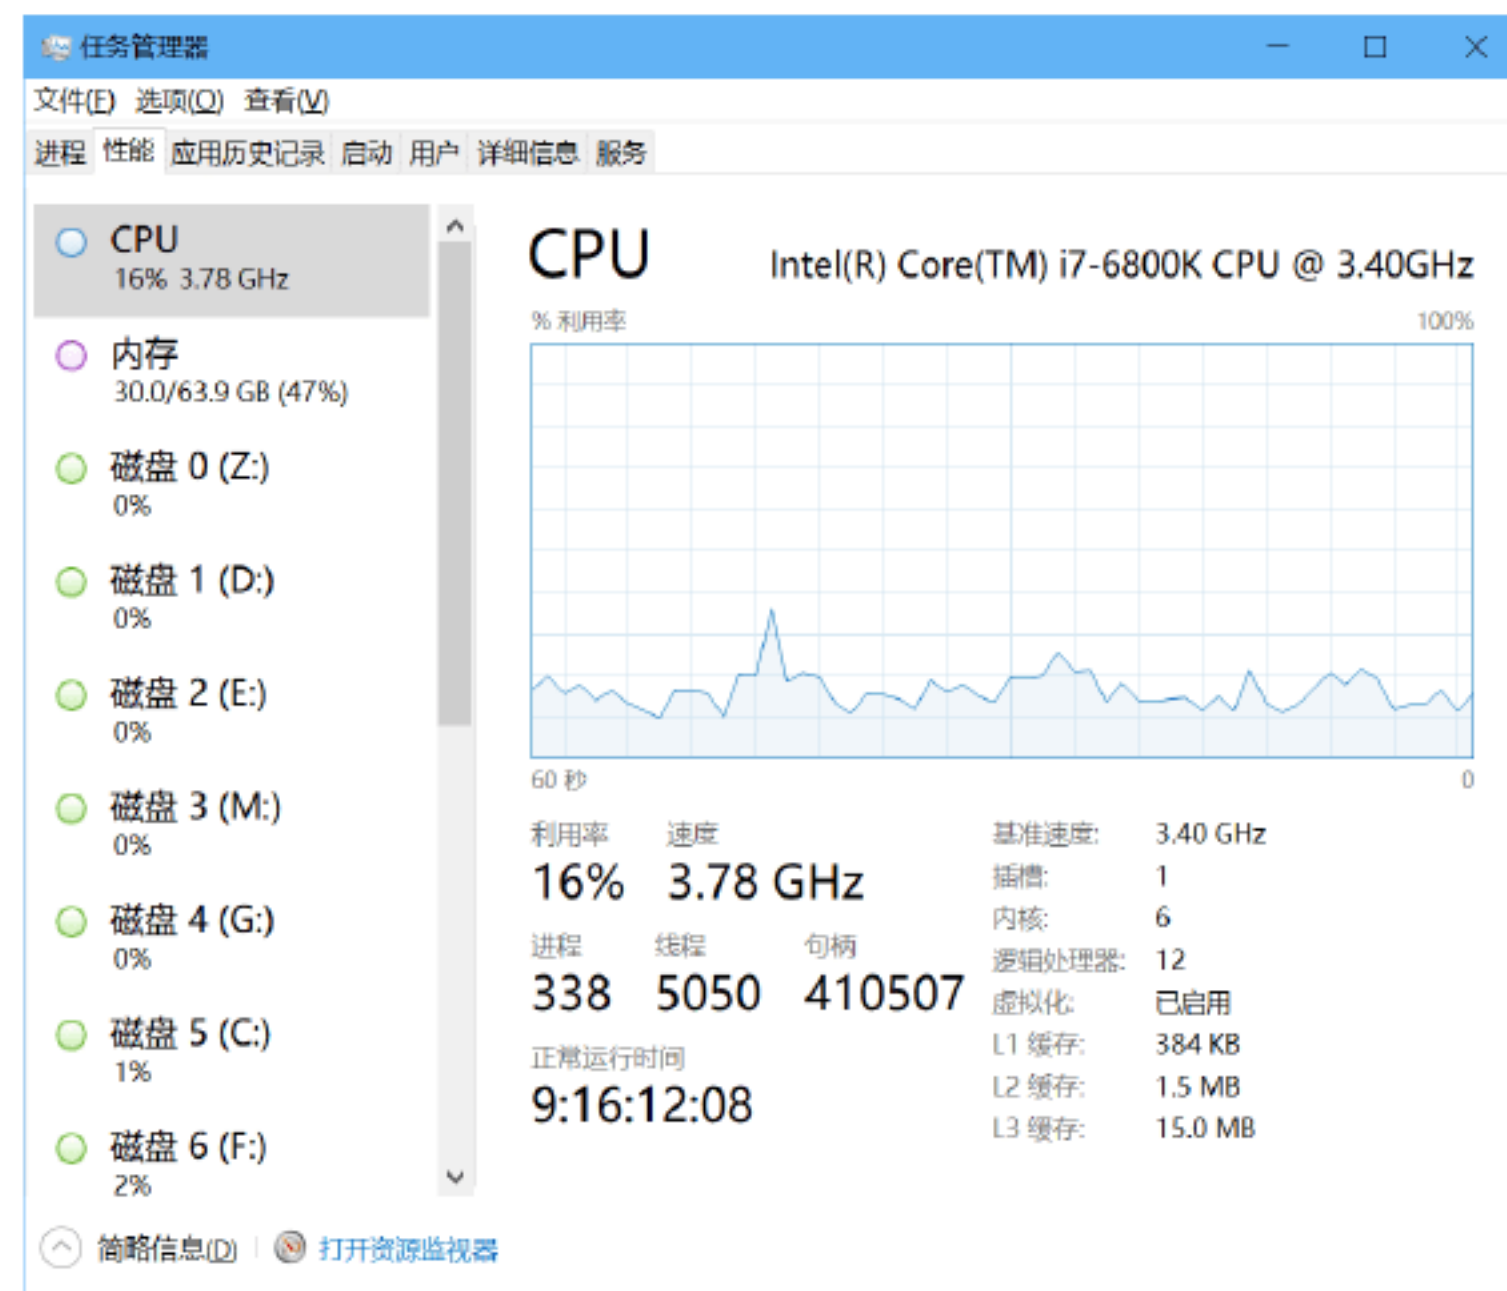 任务管理器
文件(F) 选项(O) 查看(V)
进程 性能 应用历史记录 启动 用户 详细信息 服务
CPU
16% 3.78 GHz
内存
30.0/63.9 GB (47%)
磁盘 0 (Z:)
0%
磁盘 1 (D:)
0%
磁盘 2 (E:)
0%
磁盘 3 (M:)
0%
磁盘 4 (G:)
0%
磁盘 5 (C:)
1%
磁盘 6 (F:)
2%
CPU Intel(R) Core(TM) i7-6800K CPU @ 3.40GHz
% 利用率 100%
60 秒 0
利用率 速度
16% 3.78 GHz
进程 线程 句柄
338 5050 410507
正常运行时间
9:16:12:08
基准速度: 3.40 GHz
插槽: 1
内核: 6
逻辑处理器: 12
虚拟化: 已启用
L1 缓存: 384 KB
L2 缓存: 1.5 MB
L3 缓存: 15.0 MB
简略信息(D) 打开资源监视器